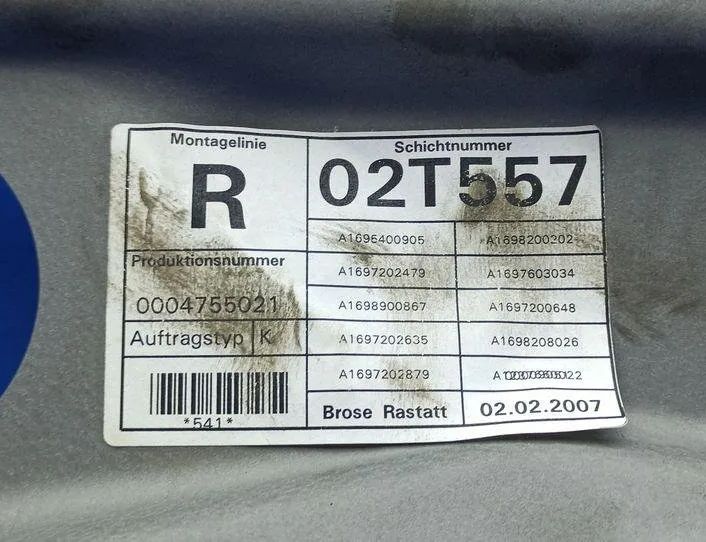 Montagelinie
R
Schichtnummer
02T557
A1696400905 A1698200202
Produktionsnummer
A1697202479 A1697603034
0004755021
A1698900867 A1697200648
Auftragstyp K
A1697202635 A1698208026
A1697202879
*541*
Brose Rastatt 02.02.2007